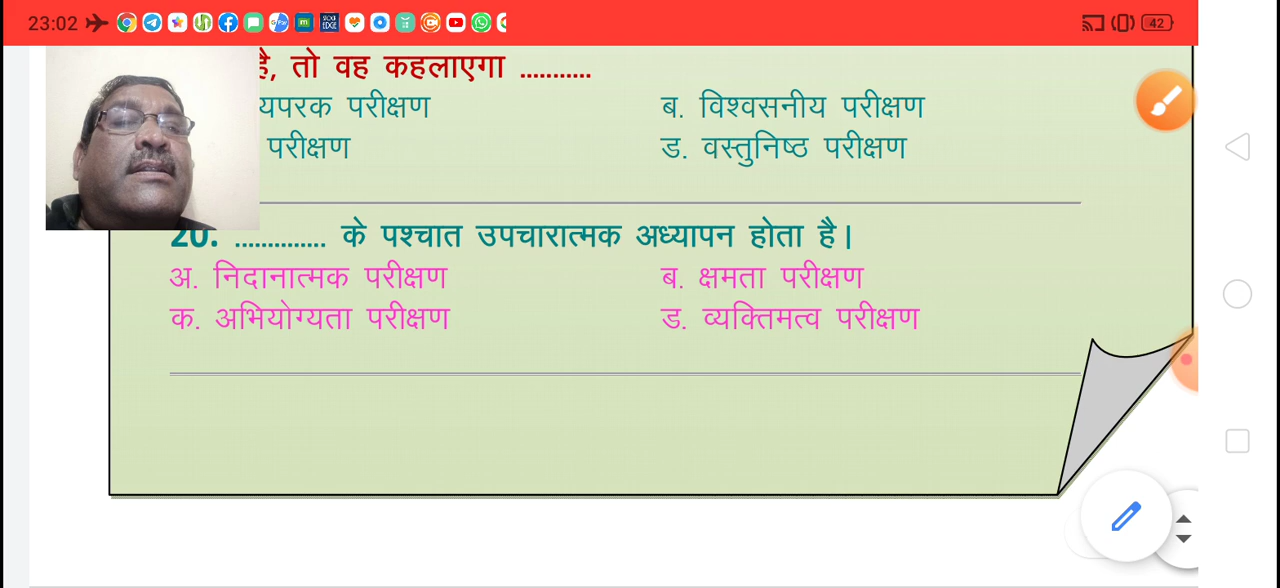 23:02 42
है, तो वह कहलाएगा ...........
परीक्षण ब. विश्वसनीय परीक्षण
परीक्षण ड. वस्तुनिष्ठ परीक्षण
20. .............. के पश्चात उपचारात्मक अध्यापन होता है।
अ. निदानात्मक परीक्षण ब. क्षमता परीक्षण
क. अभियोग्यता परीक्षण ड. व्यक्तिमत्व परीक्षण